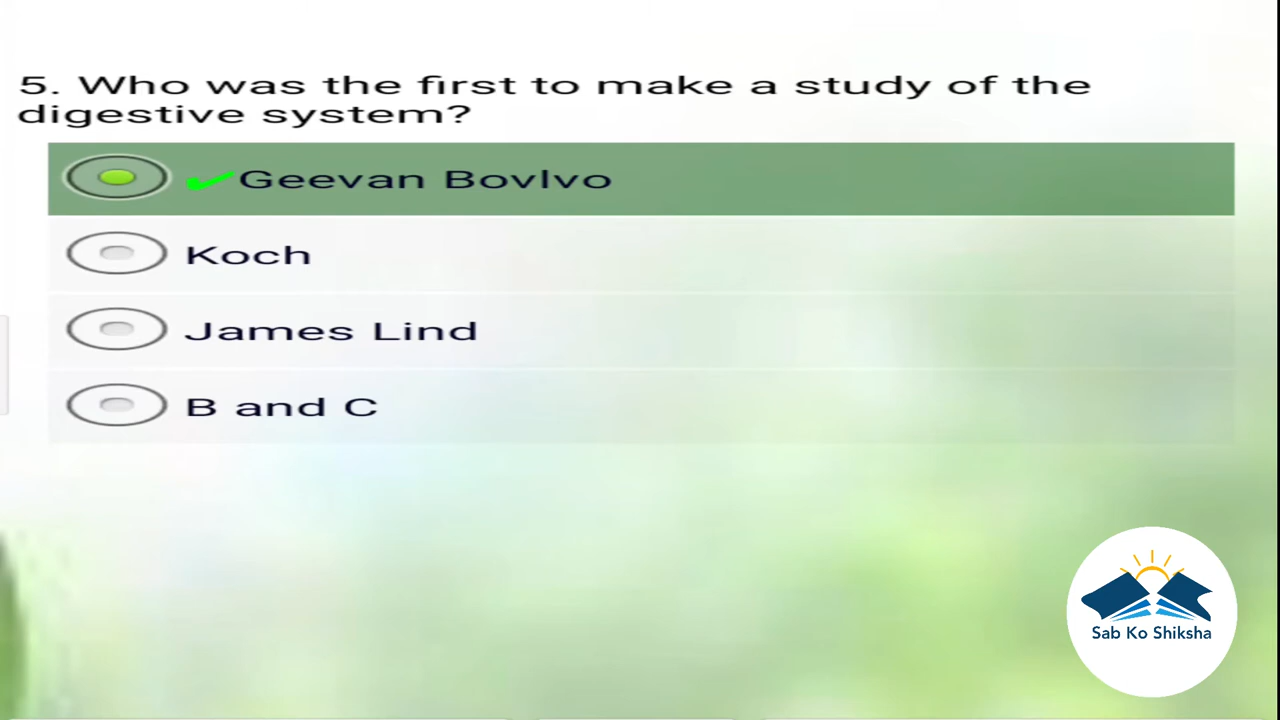 5. Who was the first to make a study of the
digestive system?
Geevan Bovlvo
Koch
James Lind
B and C
Sab Ko Shiksha